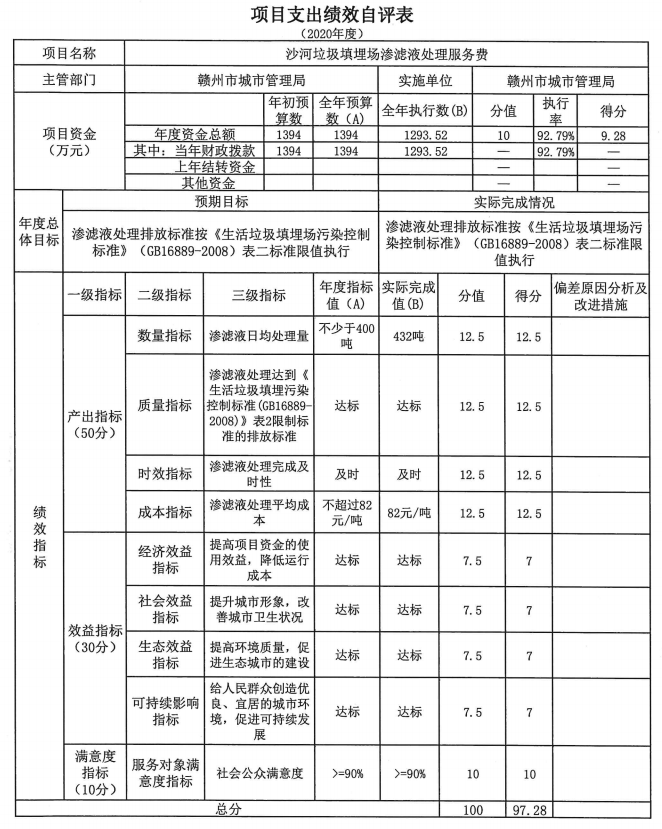 项目支出绩效自评表
（2020年度）
项目名称 沙河垃圾填埋场渗滤液处理服务费
主管部门 赣州市城市管理局 实施单位 赣州市城市管理局
项目资金（万元） 年初预算数 全年预算数（A） 全年执行数(B) 分值 执行率 得分
年度资金总额 1394 1394 1293.52 10 92.79% 9.28
其中：当年财政拨款 1394 1394 1293.52 — 92.79% —
上年结转资金 — —
其他资金 — —
年度总体目标 预期目标 实际完成情况
渗滤液处理排放标准按《生活垃圾填埋场污染控制标准》（GB16889-2008）表二标准限值执行 渗滤液处理排放标准按《生活垃圾填埋场污染控制标准》（GB16889-2008）表二标准限值执行
绩效指标 一级指标 二级指标 三级指标 年度指标值（A） 实际完成值(B) 分值 得分 偏差原因分析及改进措施
产出指标（50分） 数量指标 渗滤液日均处理量 不少于400吨 432吨 12.5 12.5
质量指标 渗滤液处理达到《生活垃圾填埋污染控制标准(GB16889-2008)》表2限制标准的排放标准 达标 达标 12.5 12.5
时效指标 渗滤液处理完成及时性 及时 及时 12.5 12.5
成本指标 渗滤液处理平均成本 不超过82元/吨 82元/吨 12.5 12.5
效益指标（30分） 经济效益指标 提高项目资金的使用效益，降低运行成本 达标 达标 7.5 7
社会效益指标 提升城市形象，改善城市卫生状况 达标 达标 7.5 7
生态效益指标 提高环境质量，促进生态城市的建设 达标 达标 7.5 7
可持续影响指标 给人民群众创造优良、宜居的城市环境，促进可持续发展 达标 达标 7.5 7
满意度指标（10分） 服务对象满意度指标 社会公众满意度 >=90% >=90% 10 10
总分 100 97.28